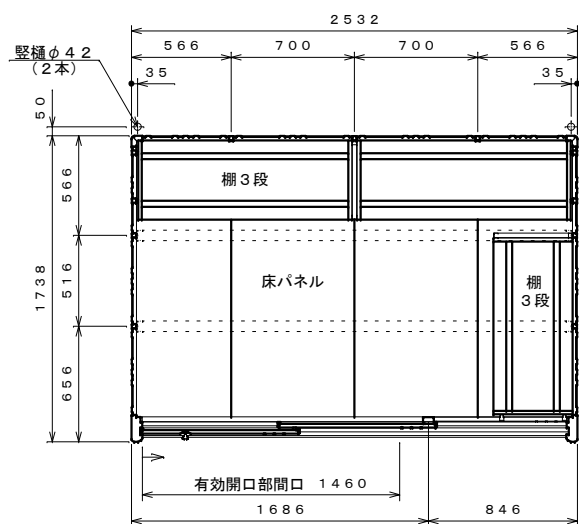 ２５３２
５６６
７００
７００
５６６
竪樋φ４２
（２本）
３５
３５
５０
５６６
５１６
６５６
１７３８
棚３段
床パネル
棚
３段
有効開口部間口 １４６０
１６８６
８４６